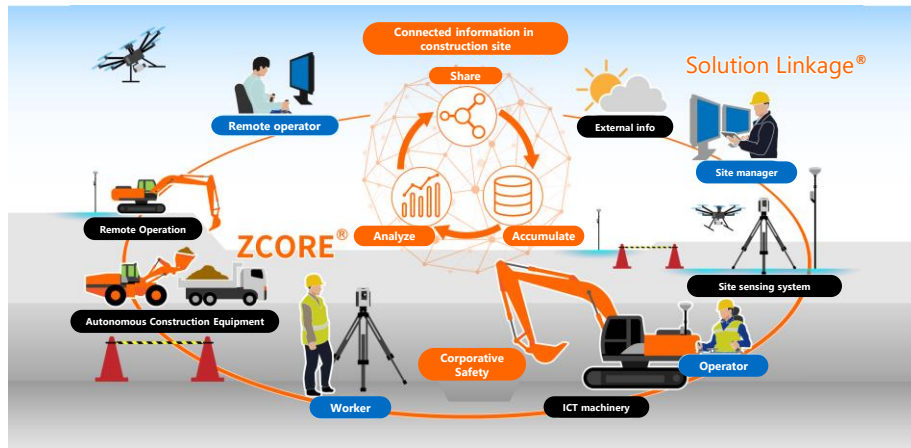 Connected information in
construction site
Share
Solution Linkage®
Remote operator
External info
Site manager
Remote Operation
ZCORE®
Analyze
Accumulate
Site sensing system
Autonomous Construction Equipment
Corporative
Safety
Operator
Worker
ICT machinery